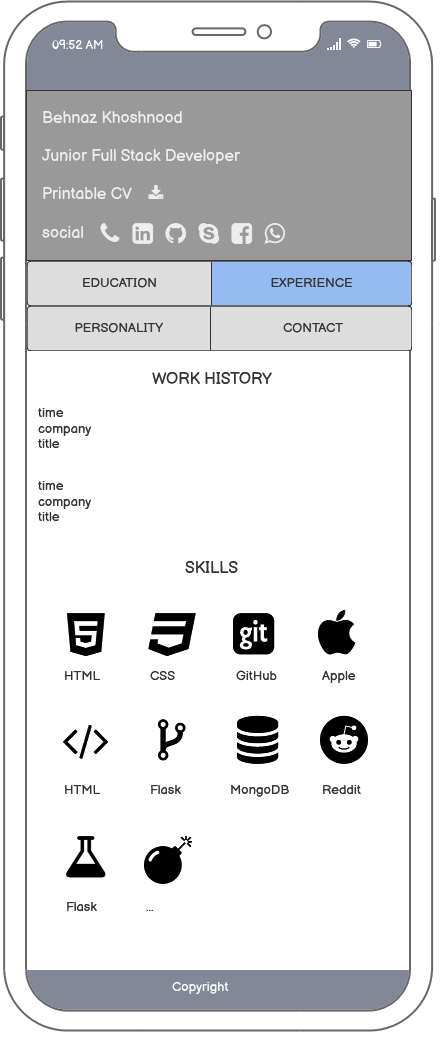 09:52 AM
Behnaz Khoshnood
Junior Full Stack Developer
Printable CV
social
EDUCATION
EXPERIENCE
PERSONALITY
CONTACT
WORK HISTORY
time
company
title
time
company
title
SKILLS
git
HTML
CSS
GitHub
Apple
HTML
Flask
MongoDB
Reddit
Flask
...
Copyright